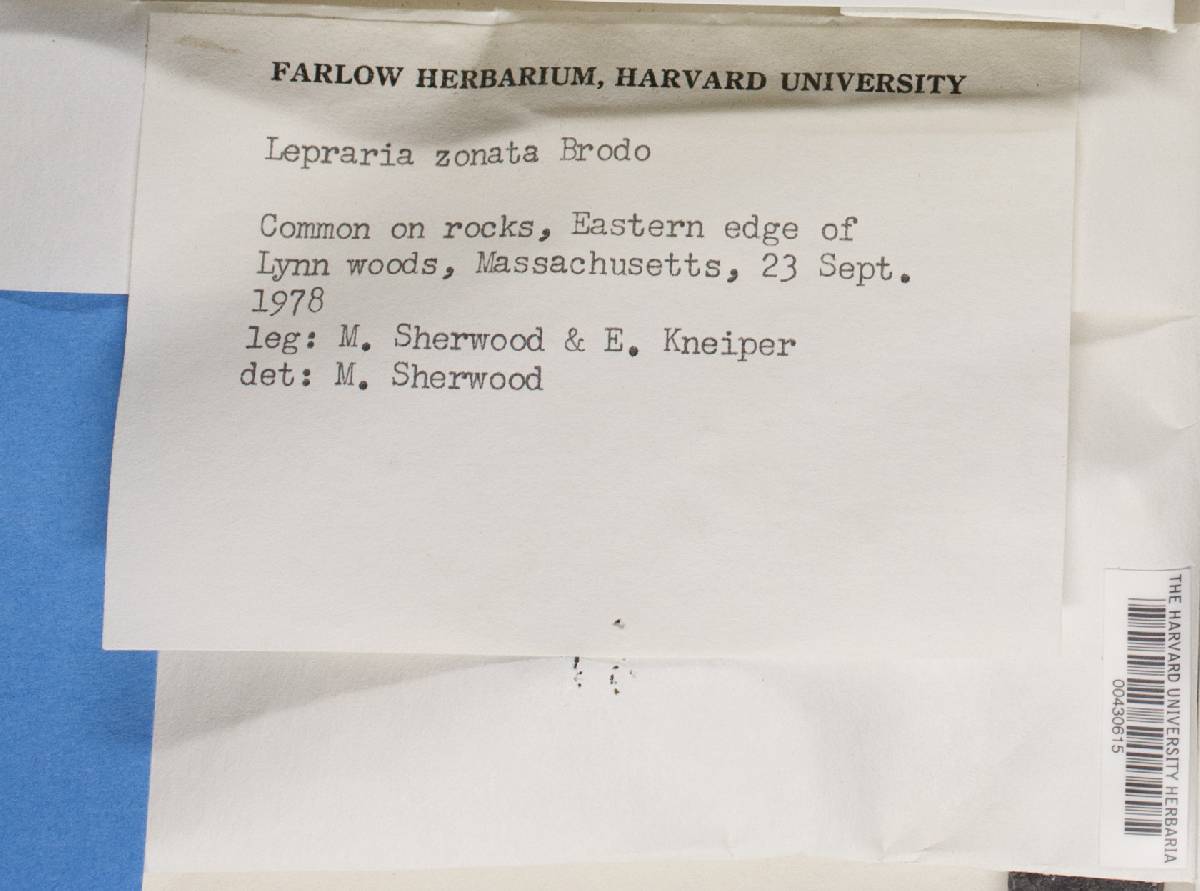 FARLOW HERBARIUM, HARVARD UNIVERSITY
Lepraria zonata Brodo
Common on rocks, Eastern edge of
Lynn woods, Massachusetts, 23 Sept.
1978
leg: M. Sherwood & E. Kneiper
det: M. Sherwood
THE HARVARD UNIVERSITY HERBARIA
00430615